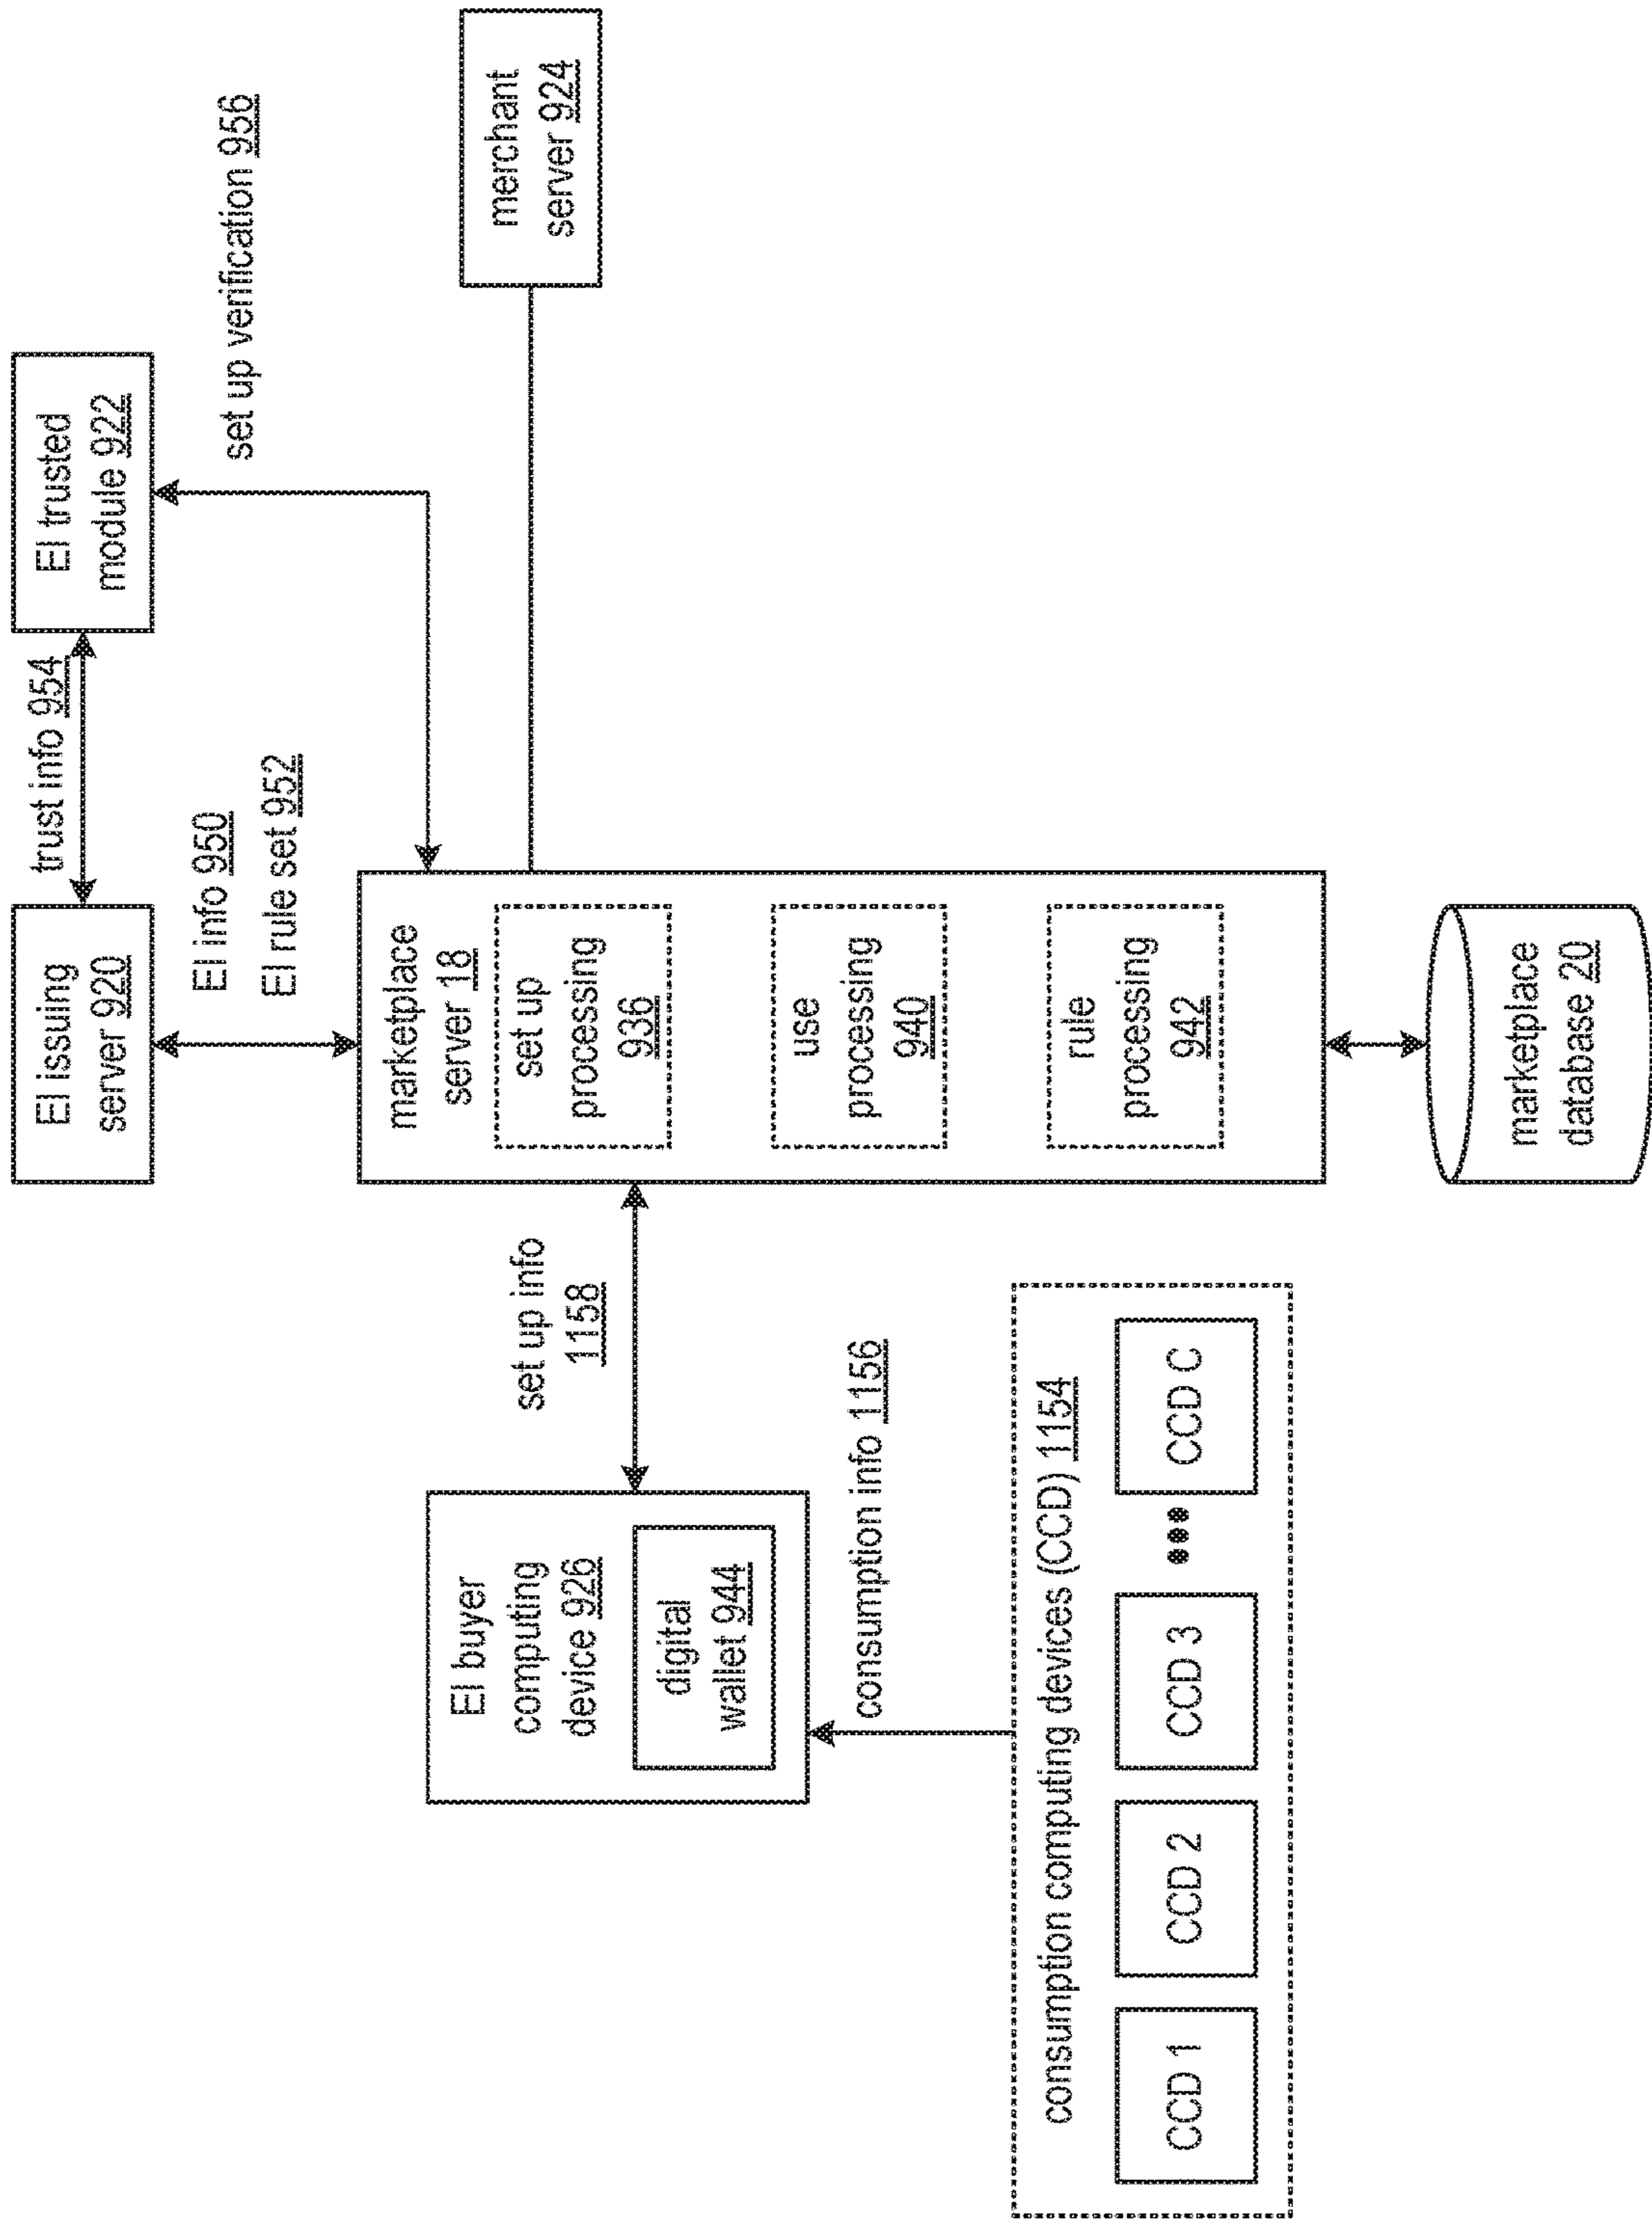 EI issuing
server 920
trust info 954
EI trusted
module 922
EI info 950
EI rule set 952
set up verification 956
marketplace
server 18
set up
processing
936
use
processing
940
rule
processing
942
merchant
server 924
set up info
1158
EI buyer
computing
device 926
digital
wallet 944
consumption info 1156
consumption computing devices (CCD) 1154
CCD 1
CCD 2
CCD 3
CCD C
marketplace
database 20